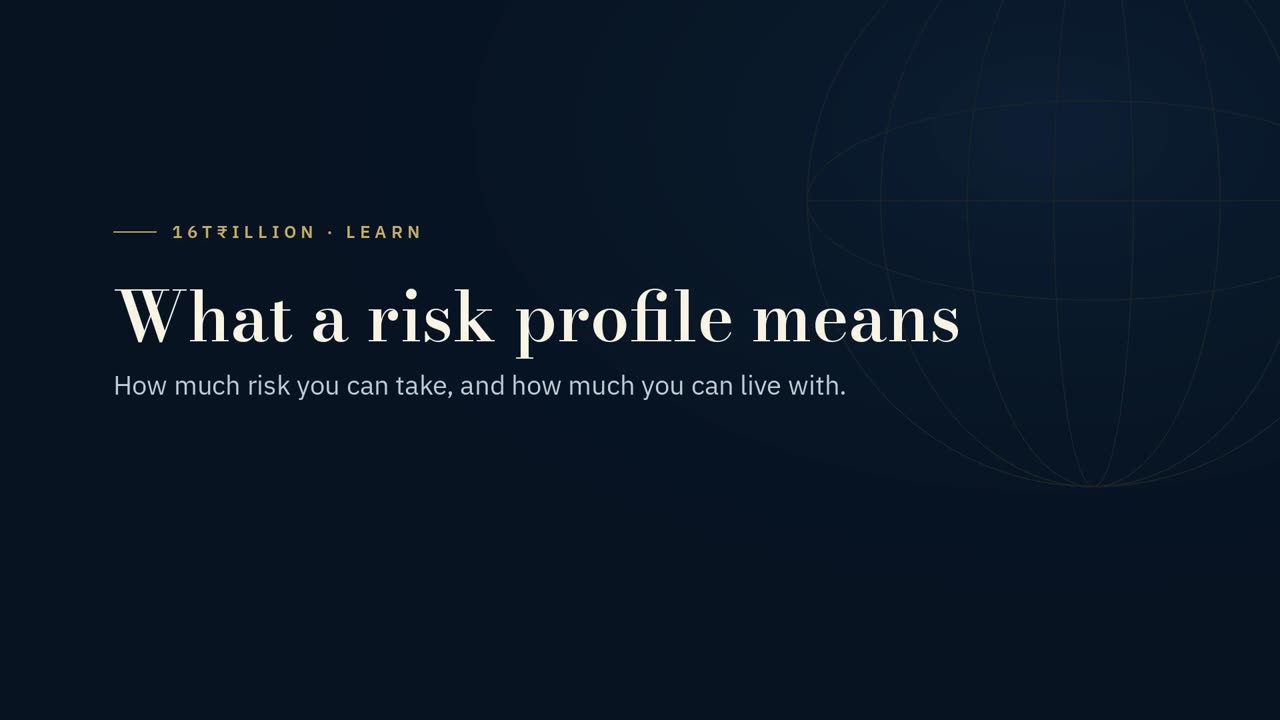 16T₹ILLION · LEARN
What a risk profile means
How much risk you can take, and how much you can live with.